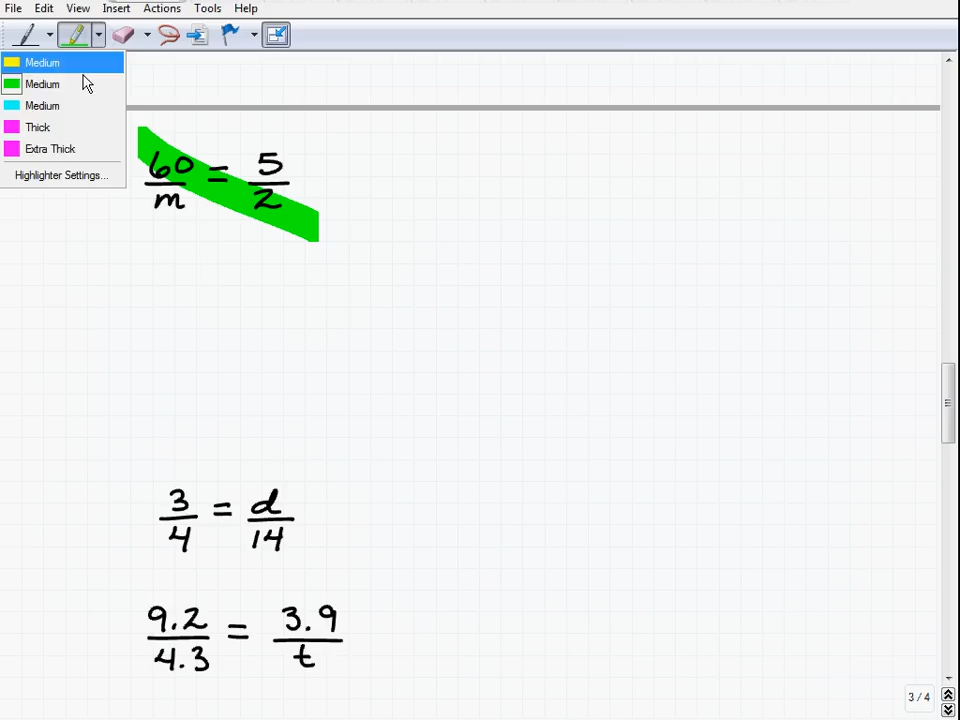 File Edit View Insert Actions Tools Help
Medium
Medium
Medium
Thick
Extra Thick
Highlighter Settings...
60/m = 5/2
3/4 = d/14
9.2/4.3 = 3.9/t
3 / 4